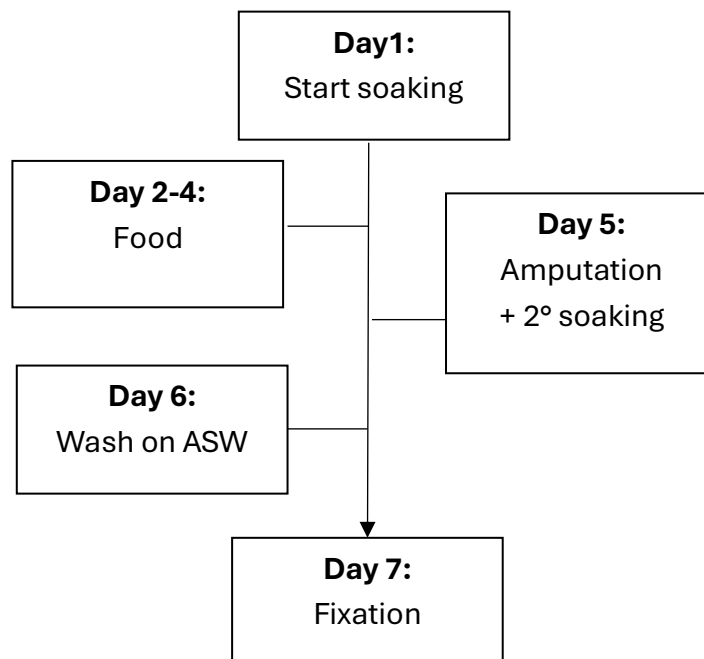 Day1:
Start soaking
Day 2-4:
Food
Day 5:
Amputation
+ 2° soaking
Day 6:
Wash on ASW
Day 7:
Fixation